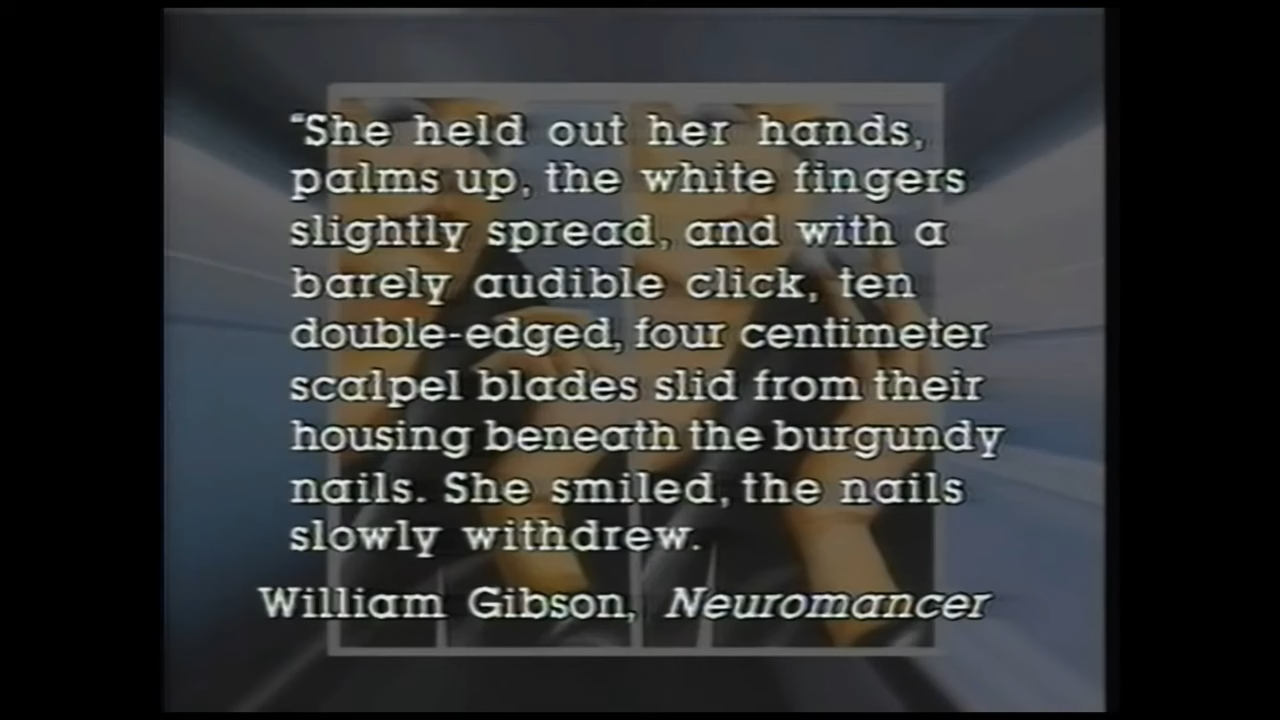 “She held out her hands,
palms up, the white fingers
slightly spread, and with a
barely audible click, ten
double-edged, four centimeter
scalpel blades slid from their
housing beneath the burgundy
nails. She smiled, the nails
slowly withdrew.
William Gibson, Neuromancer